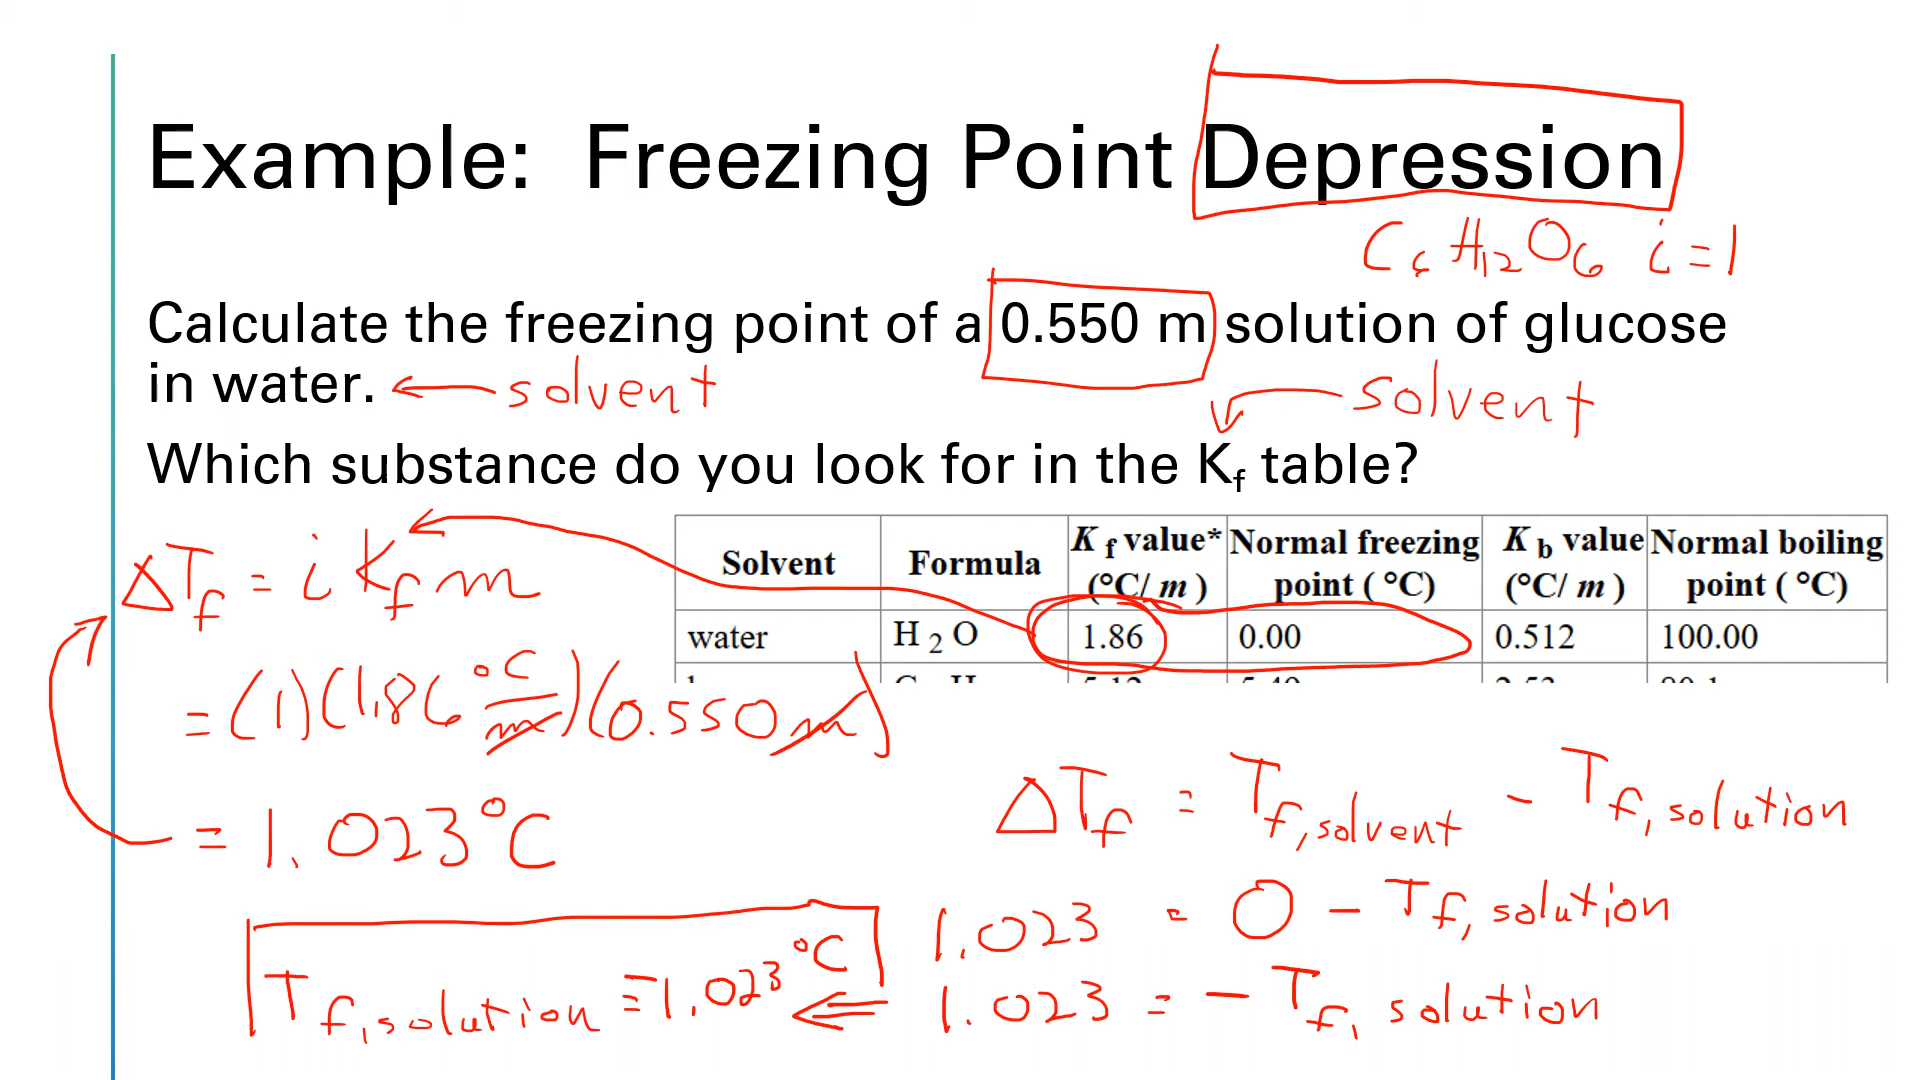 Example: Freezing Point Depression
C6H12O6 i=1
Calculate the freezing point of a 0.550 m solution of glucose
in water. ← solvent
solvent
Which substance do you look for in the Kf table?
Solvent Formula K f value* (°C/ m ) Normal freezing point ( °C) K b value (°C/ m ) Normal boiling point ( °C)
water H 2 O 1.86 0.00 0.512 100.00
ΔTf = i Kf m
= (1)(1.86 °C/m)(0.550 m)
= 1.023 °C
ΔTf = Tf, solvent - Tf, solution
1.023 = 0 - Tf, solution
1.023 = - Tf, solution
Tf, solution = -1.023 °C